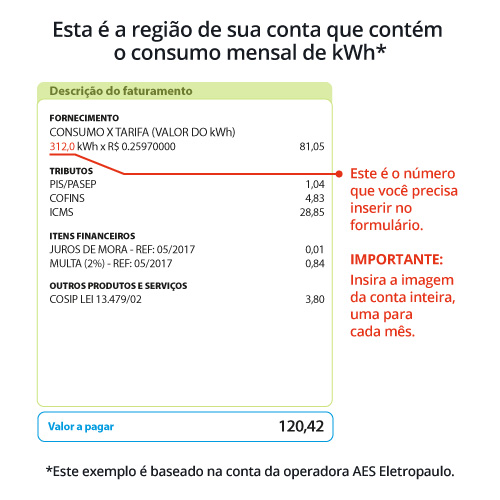 Esta é a região de sua conta que contém
o consumo mensal de kWh*
Descrição do faturamento
FORNECIMENTO
CONSUMO X TARIFA (VALOR DO kWh)
312,0 kWh x R$ 0.25970000 81,05
TRIBUTOS
PIS/PASEP 1,04
COFINS 4,83
ICMS 28,85
ITENS FINANCEIROS
JUROS DE MORA - REF: 05/2017 0,01
MULTA (2%) - REF: 05/2017 0,84
OUTROS PRODUTOS E SERVIÇOS
COSIP LEI 13.479/02 3,80
Valor a pagar 120,42
Este é o número
que você precisa
inserir no
formulário.
IMPORTANTE:
Insira a imagem
da conta inteira,
uma para
cada mês.
*Este exemplo é baseado na conta da operadora AES Eletropaulo.